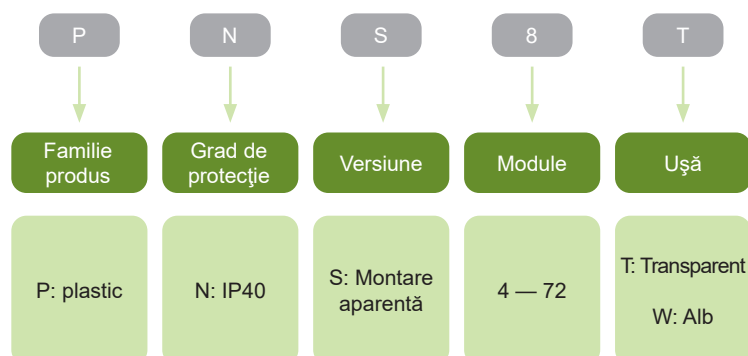 P N S 8 T
Familie produs
Grad de protecţie
Versiune
Module
Uşă
P: plastic
N: IP40
S: Montare aparentă
4 — 72
T: Transparent
W: Alb